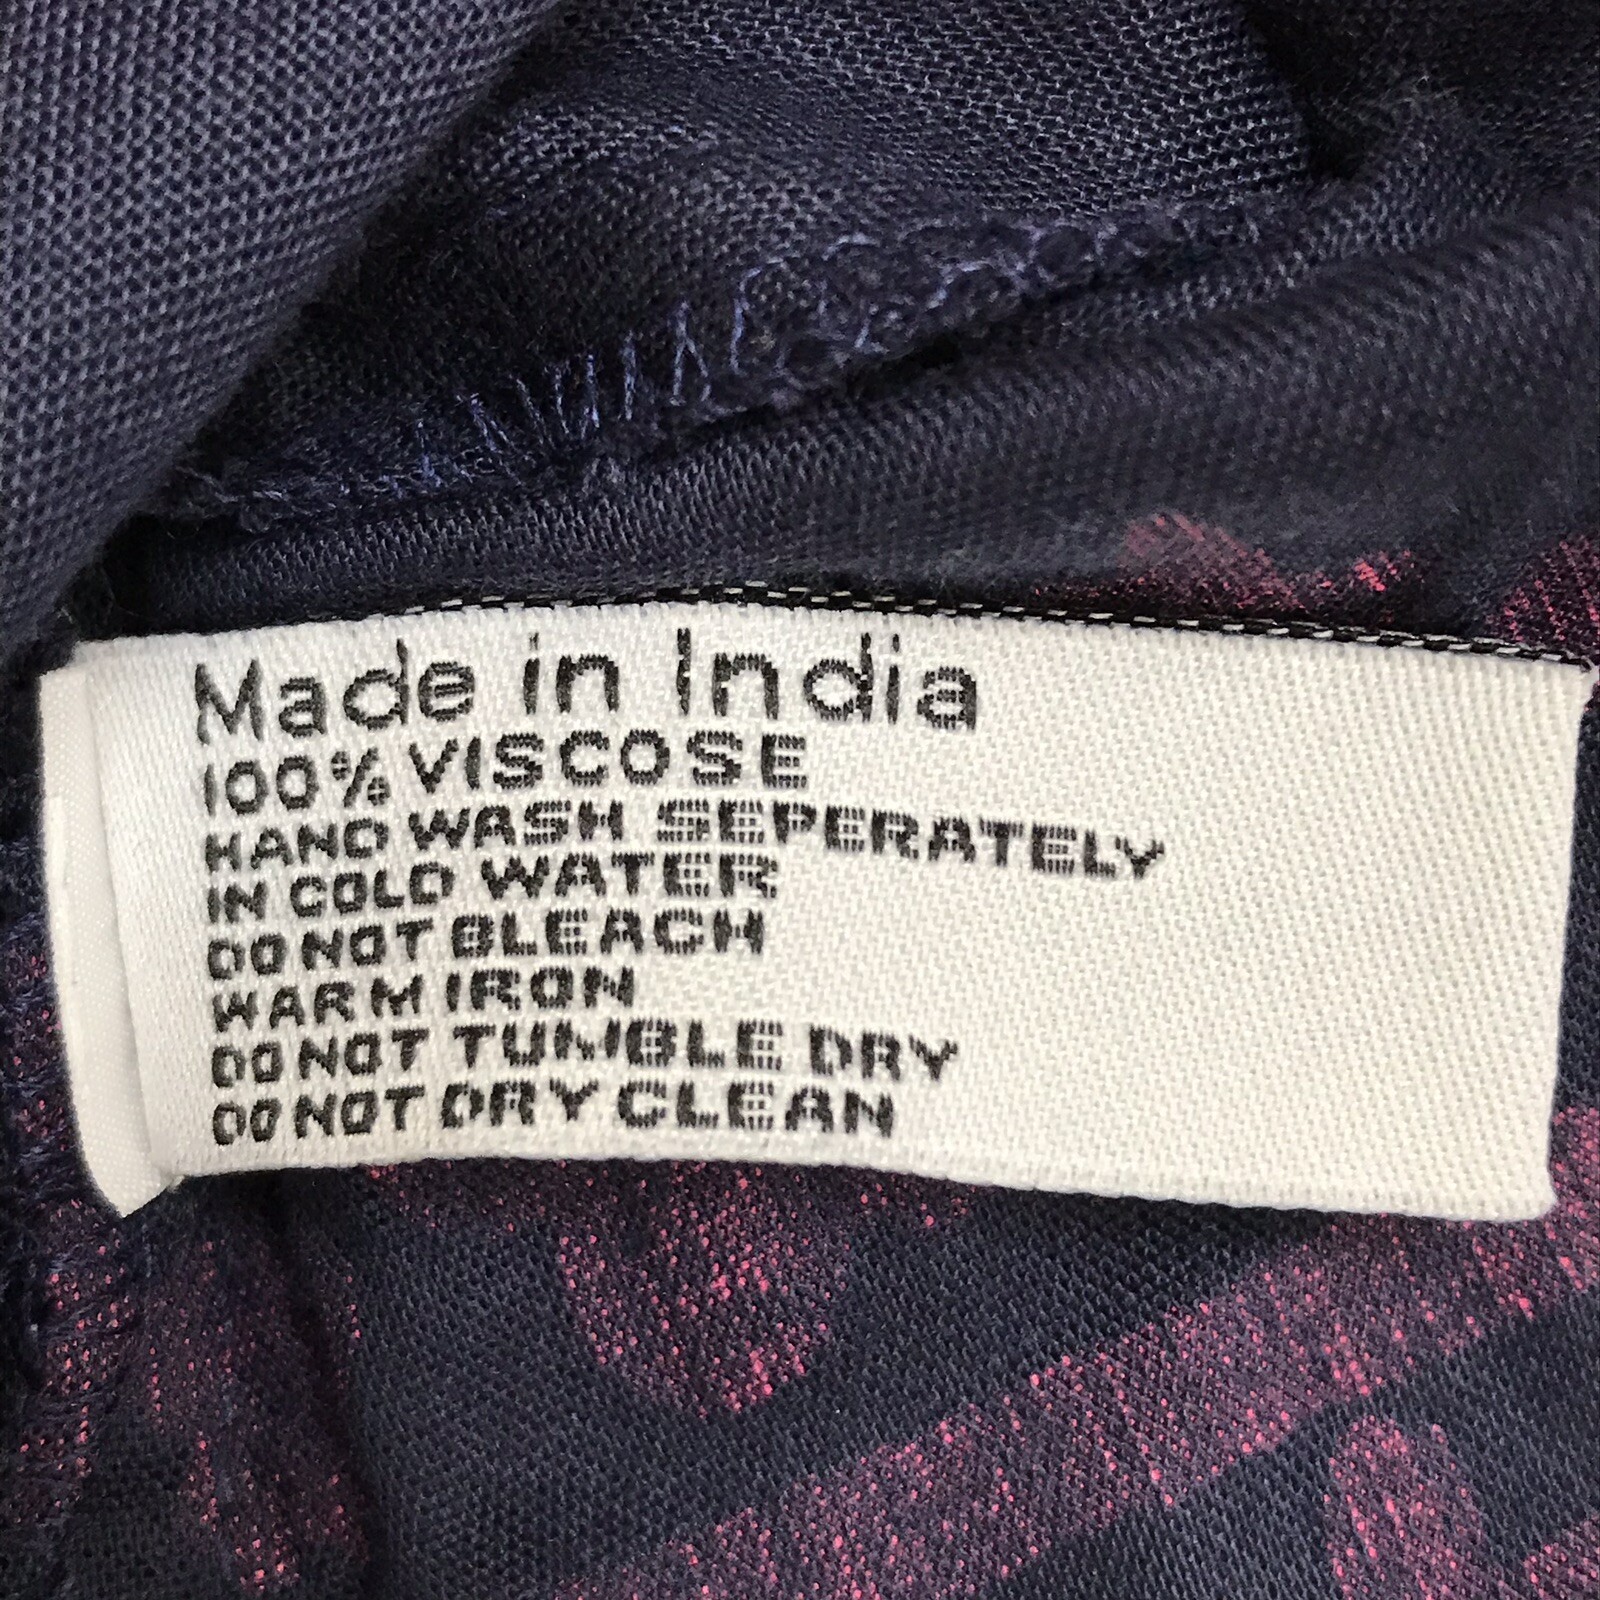 Made in India
100% VISCOSE
HAND WASH SEPERATELY
IN COLD WATER
DO NOT BLEACH
WARM IRON
DO NOT TUMBLE DRY
DO NOT DRY CLEAN